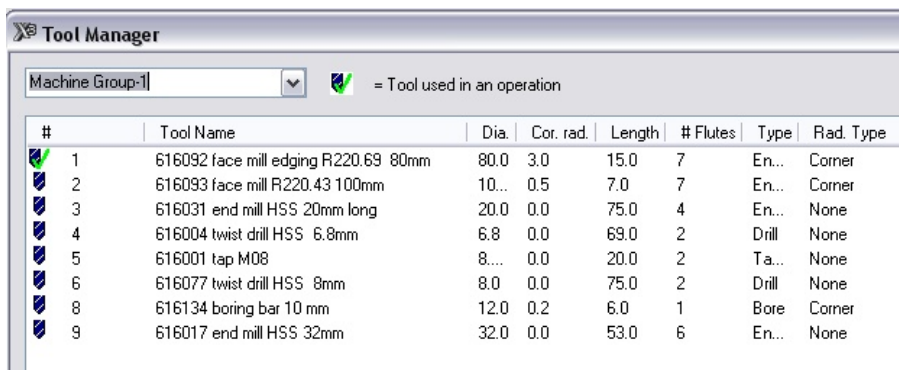 Tool Manager
Machine Group-1
= Tool used in an operation
# Tool Name Dia. Cor. rad. Length # Flutes Type Rad. Type
1 616092 face mill edging R220.69 80mm 80.0 3.0 15.0 7 En... Corner
2 616093 face mill R220.43 100mm 10... 0.5 7.0 7 En... Corner
3 616031 end mill HSS 20mm long 20.0 0.0 75.0 4 En... None
4 616004 twist drill HSS 6.8mm 6.8 0.0 69.0 2 Drill None
5 616001 tap M08 8.... 0.0 20.0 2 Ta... None
6 616077 twist drill HSS 8mm 8.0 0.0 75.0 2 Drill None
8 616134 boring bar 10 mm 12.0 0.2 6.0 1 Bore Corner
9 616017 end mill HSS 32mm 32.0 0.0 53.0 6 En... None